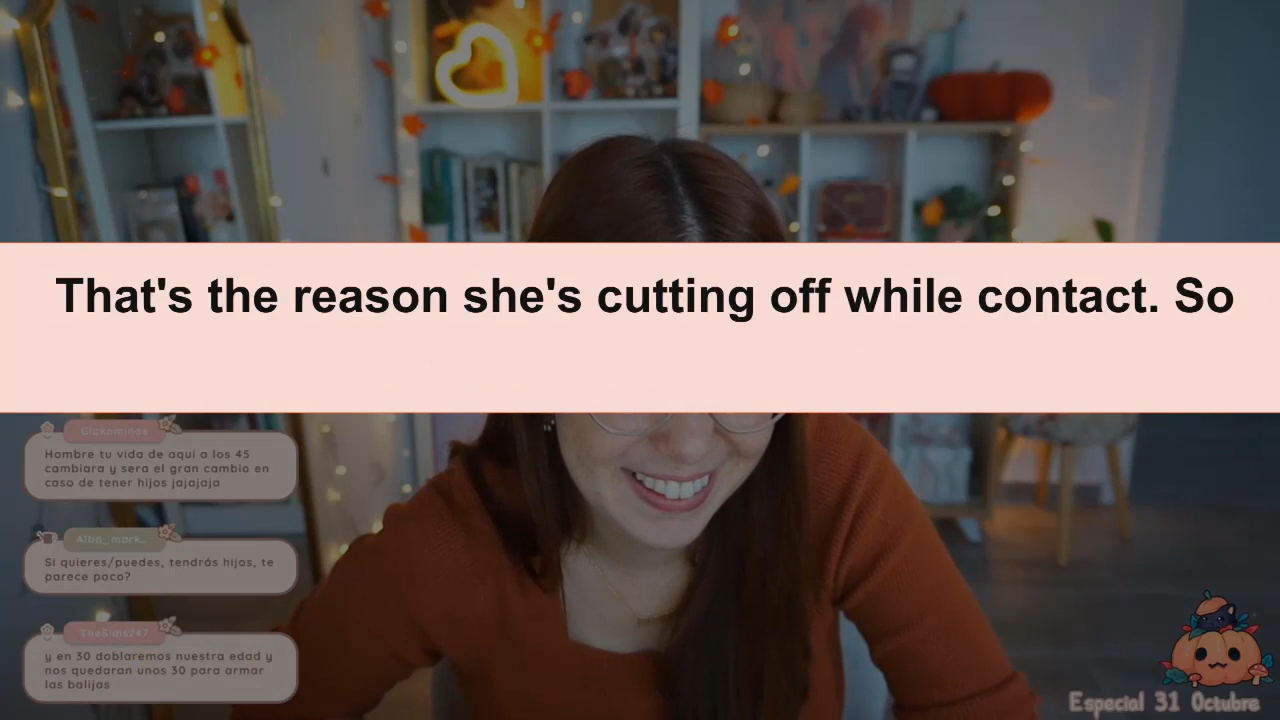 That's the reason she's cutting off while contact. So
Hombre tu vida de aquí a los 45
cambiara y sera el gran cambio en
caso de tener hijos jajajaja
Alba_mark_
Si quieres/puedes, tendrás hijos, te
parece poco?
TheSims247
y en 30 doblaremos nuestra edad y
nos quedaran unos 30 para armar
las balijas
Especial 31 Octubre